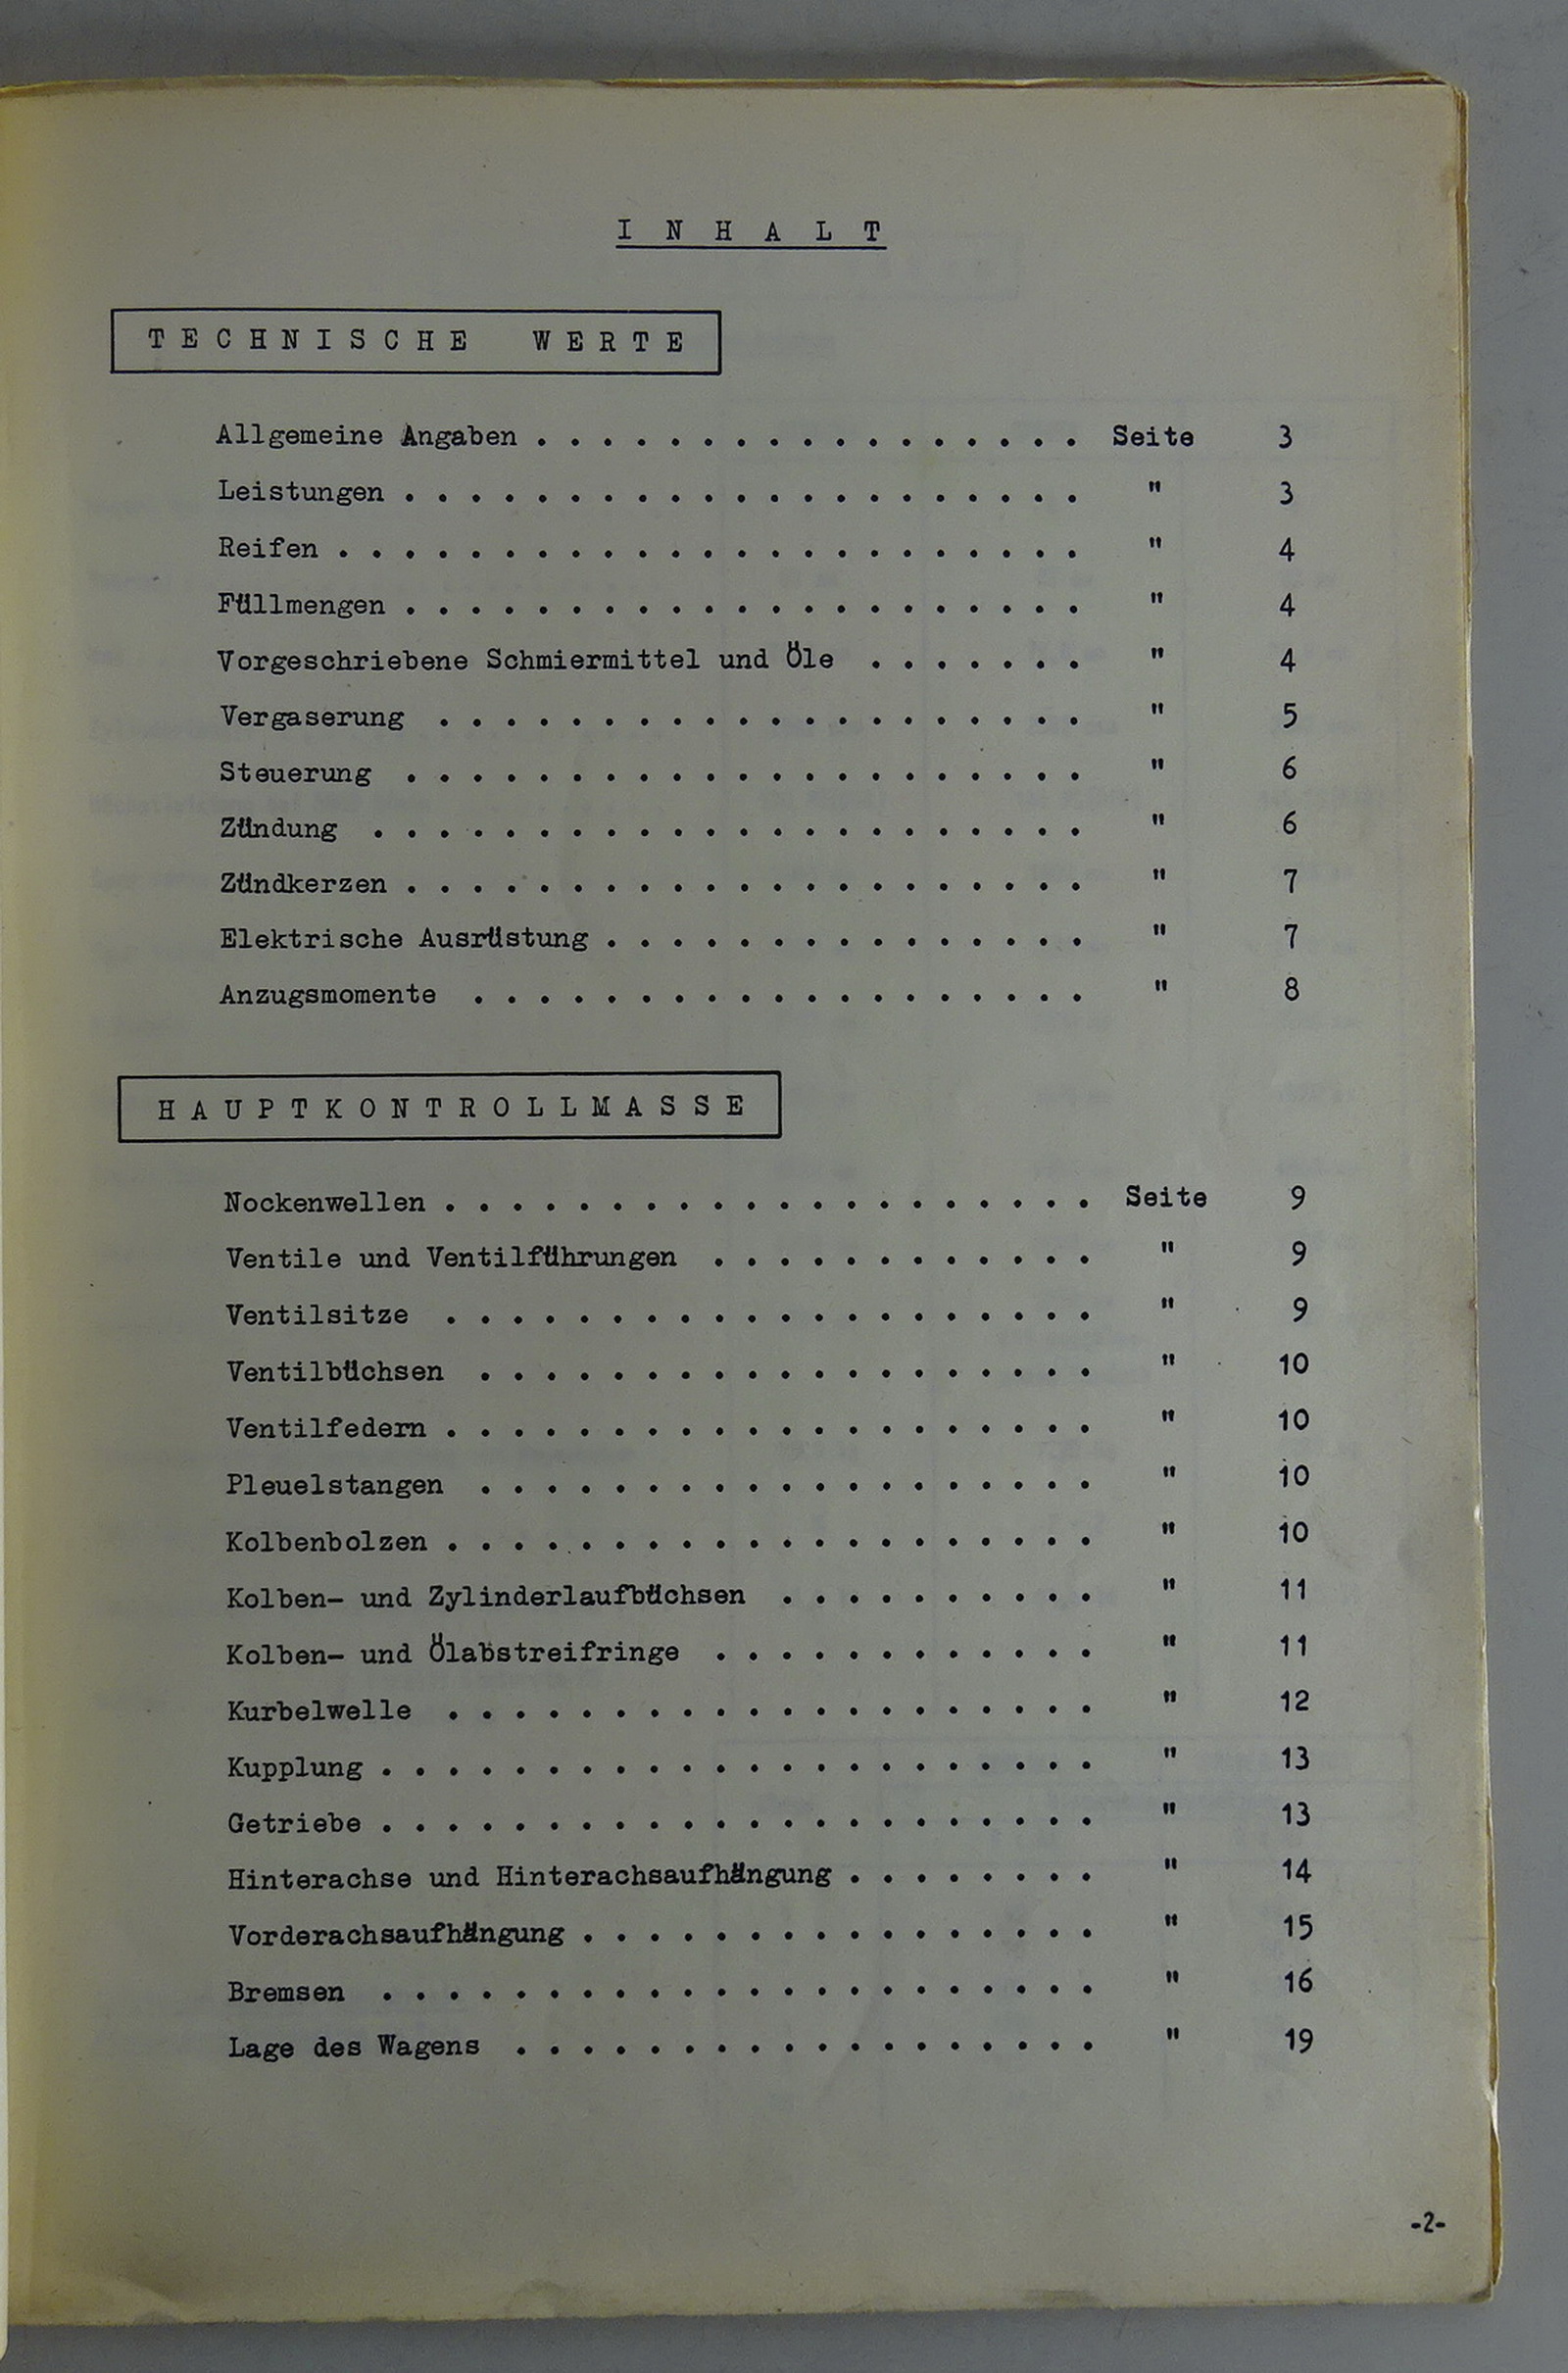 I N H A L T
T E C H N I S C H E   W E R T E
Allgemeine Angaben . . . . . . . . . . . . . . . . . Seite 3
Leistungen . . . . . . . . . . . . . . . . . . . . . " 3
Reifen . . . . . . . . . . . . . . . . . . . . . . . " 4
Füllmengen . . . . . . . . . . . . . . . . . . . . . " 4
Vorgeschriebene Schmiermittel und Öle . . . . . . . " 4
Vergaserung . . . . . . . . . . . . . . . . . . . . " 5
Steuerung . . . . . . . . . . . . . . . . . . . . . " 6
Zündung . . . . . . . . . . . . . . . . . . . . . . " 6
Zündkerzen . . . . . . . . . . . . . . . . . . . . . " 7
Elektrische Ausrüstung . . . . . . . . . . . . . . . " 7
Anzugsmomente . . . . . . . . . . . . . . . . . . . " 8
H A U P T K O N T R O L L M A S S E
Nockenwellen . . . . . . . . . . . . . . . . . . . . Seite 9
Ventile und Ventilführungen . . . . . . . . . . . . " 9
Ventilsitze . . . . . . . . . . . . . . . . . . . . " 9
Ventilbüchsen . . . . . . . . . . . . . . . . . . . " 10
Ventilfedern . . . . . . . . . . . . . . . . . . . . " 10
Pleuelstangen . . . . . . . . . . . . . . . . . . . " 10
Kolbenbolzen . . . . . . . . . . . . . . . . . . . . " 10
Kolben- und Zylinderlaufbüchsen . . . . . . . . . . " 11
Kolben- und Ölabstreifringe . . . . . . . . . . . . " 11
Kurbelwelle . . . . . . . . . . . . . . . . . . . . " 12
Kupplung . . . . . . . . . . . . . . . . . . . . . . " 13
Getriebe . . . . . . . . . . . . . . . . . . . . . . " 13
Hinterachse und Hinterachsaufhängung . . . . . . . . " 14
Vorderachsaufhängung . . . . . . . . . . . . . . . . " 15
Bremsen . . . . . . . . . . . . . . . . . . . . . . " 16
Lage des Wagens . . . . . . . . . . . . . . . . . . " 19
-2-